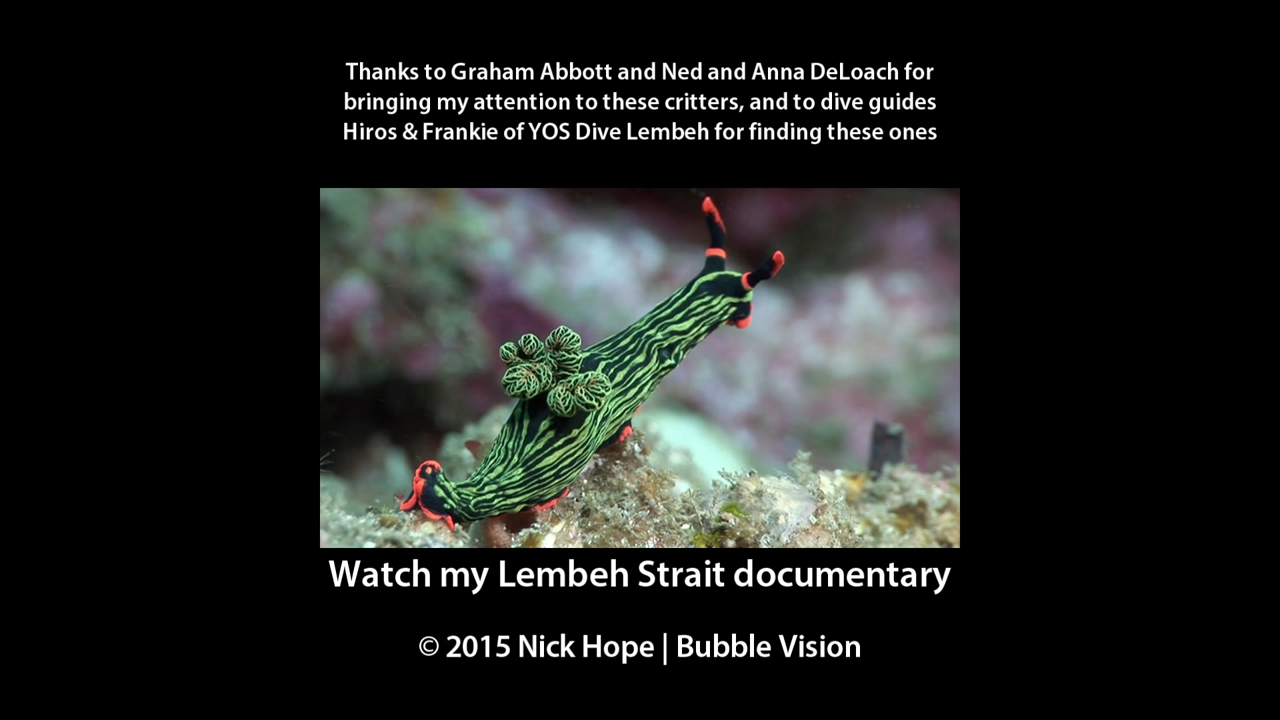 Thanks to Graham Abbott and Ned and Anna DeLoach for
bringing my attention to these critters, and to dive guides
Hiros & Frankie of YOS Dive Lembeh for finding these ones
Watch my Lembeh Strait documentary
© 2015 Nick Hope | Bubble Vision